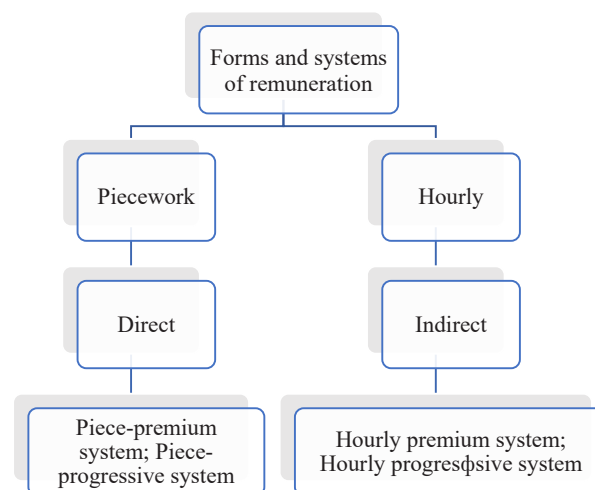 Forms and systems
of remuneration
Piecework
Hourly
Direct
Indirect
Piece-premium
system; Piece-
progressive system
Hourly premium system;
Hourly progresфsive system